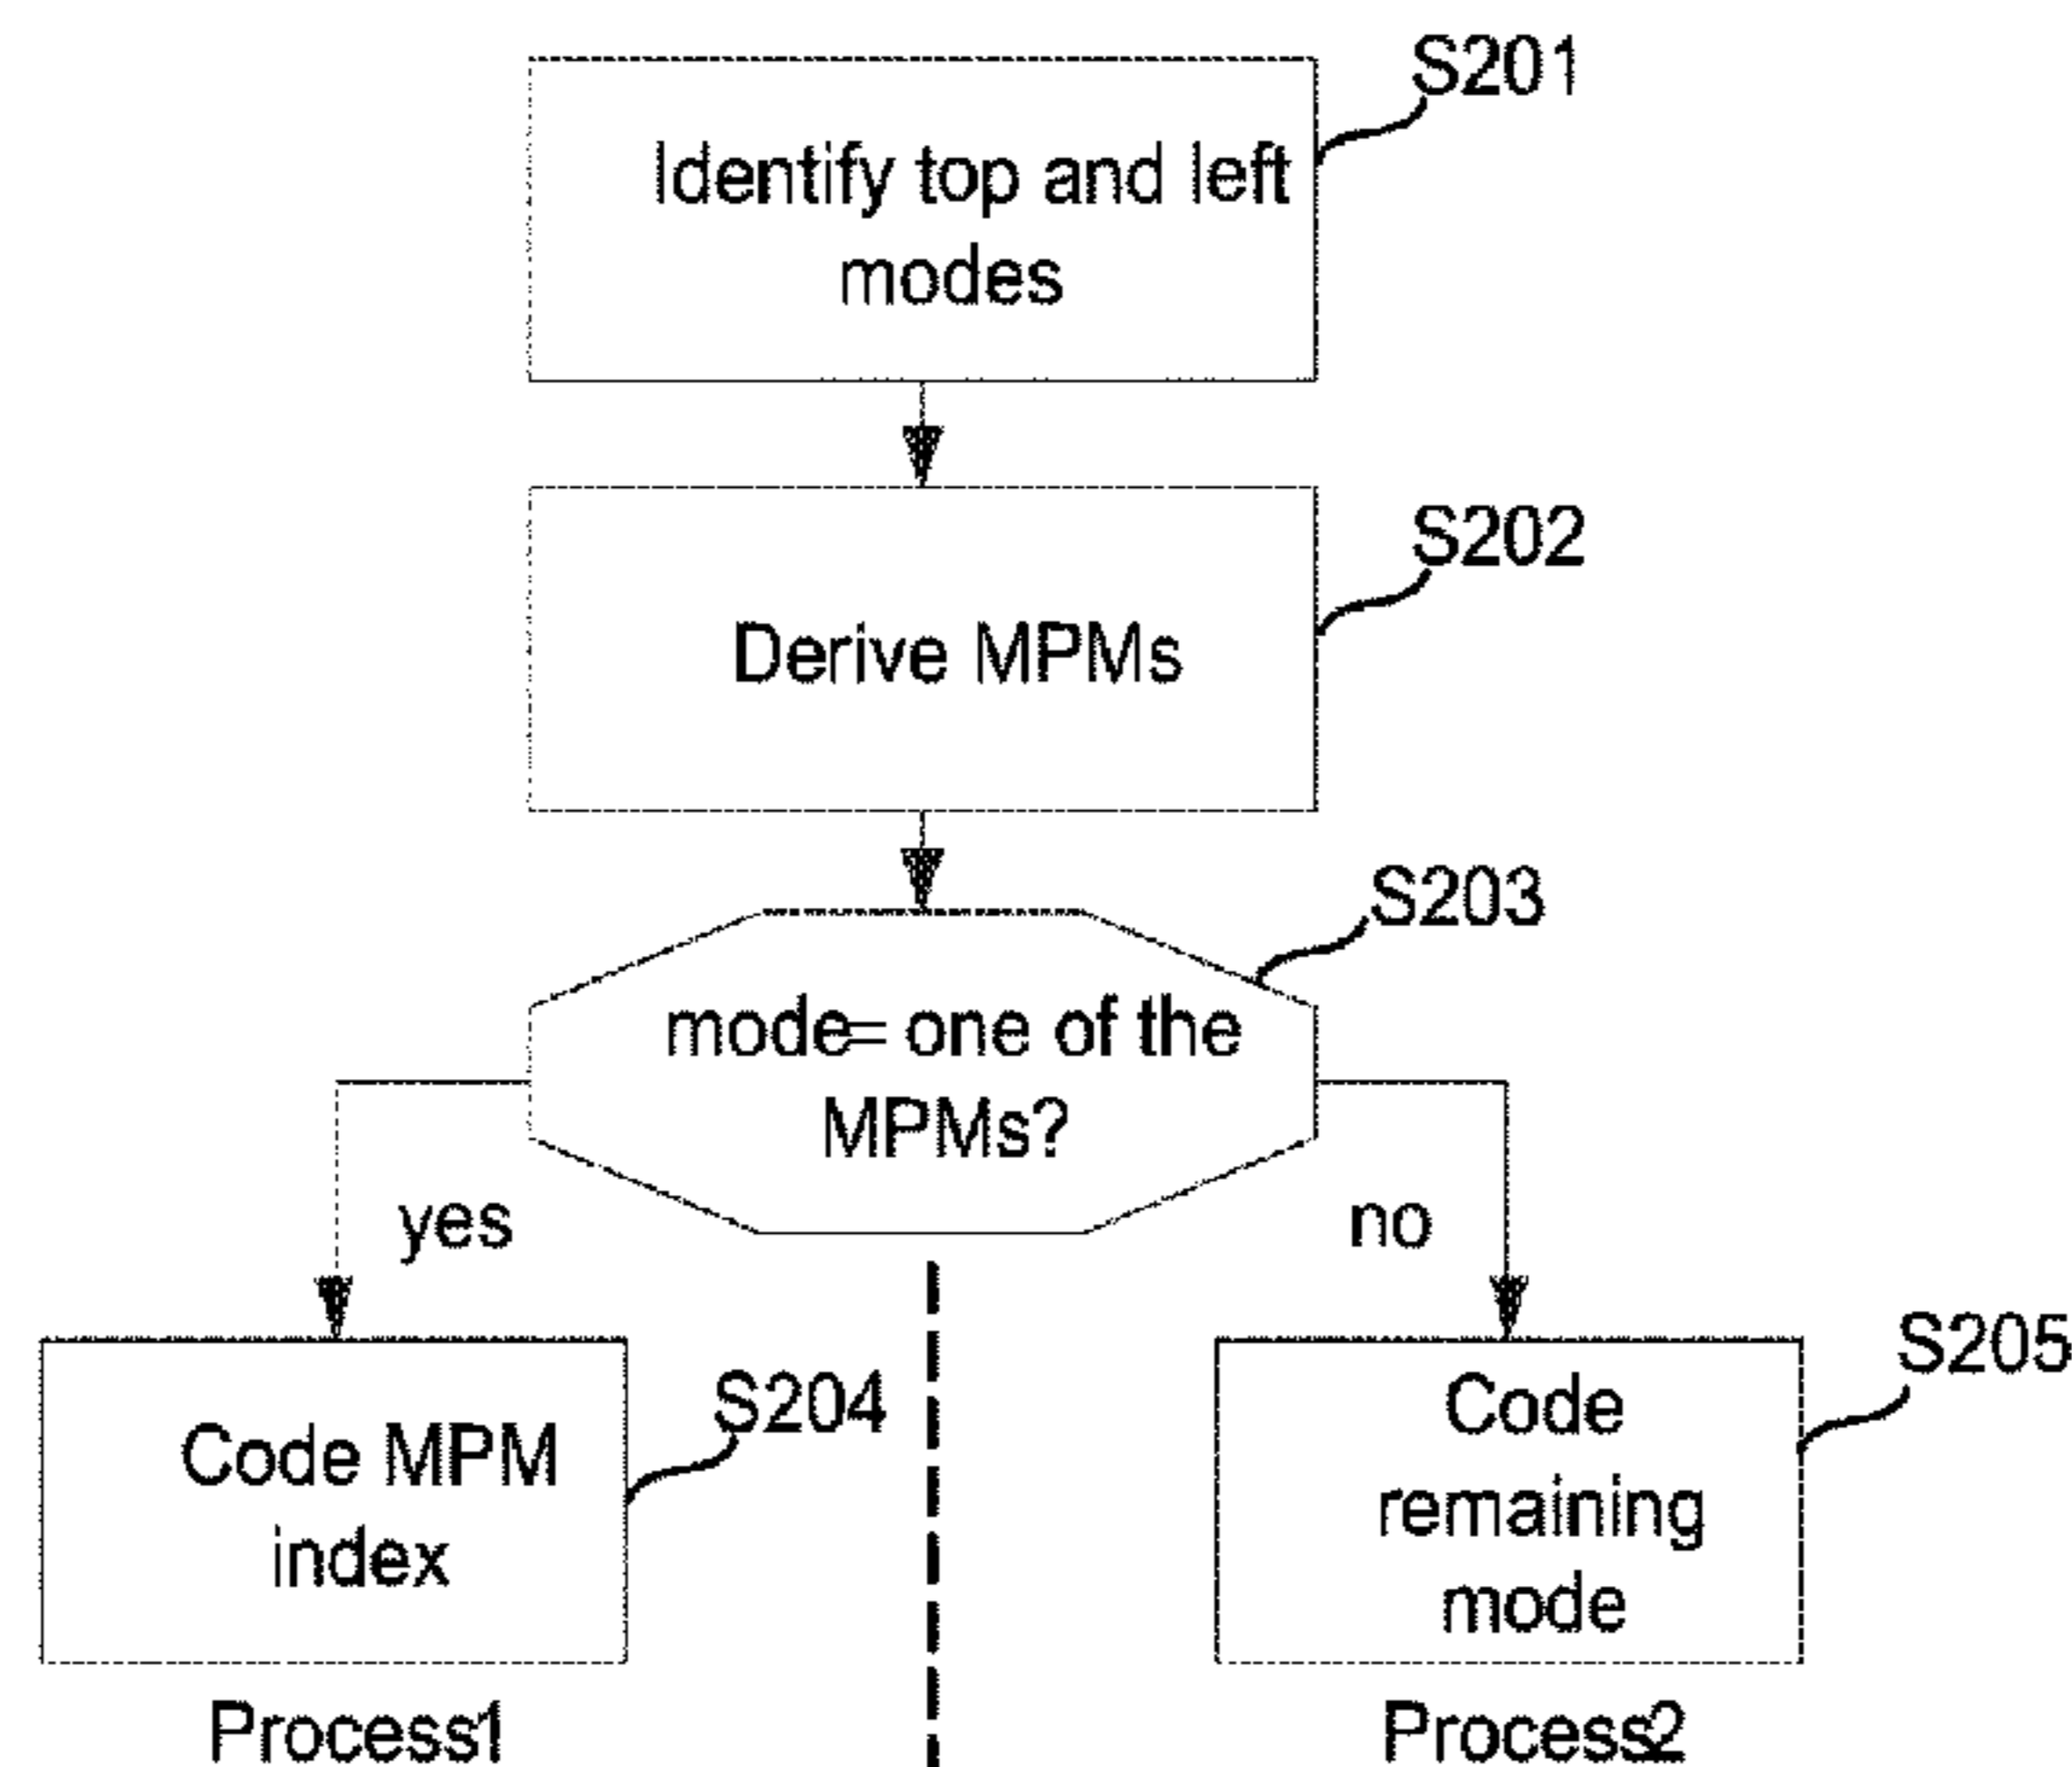 S201
Identify top and left
modes
S202
Derive MPMs
S203
mode= one of the
MPMs?
yes
no
S204
Code MPM
index
S205
Code
remaining
mode
Process1
Process2